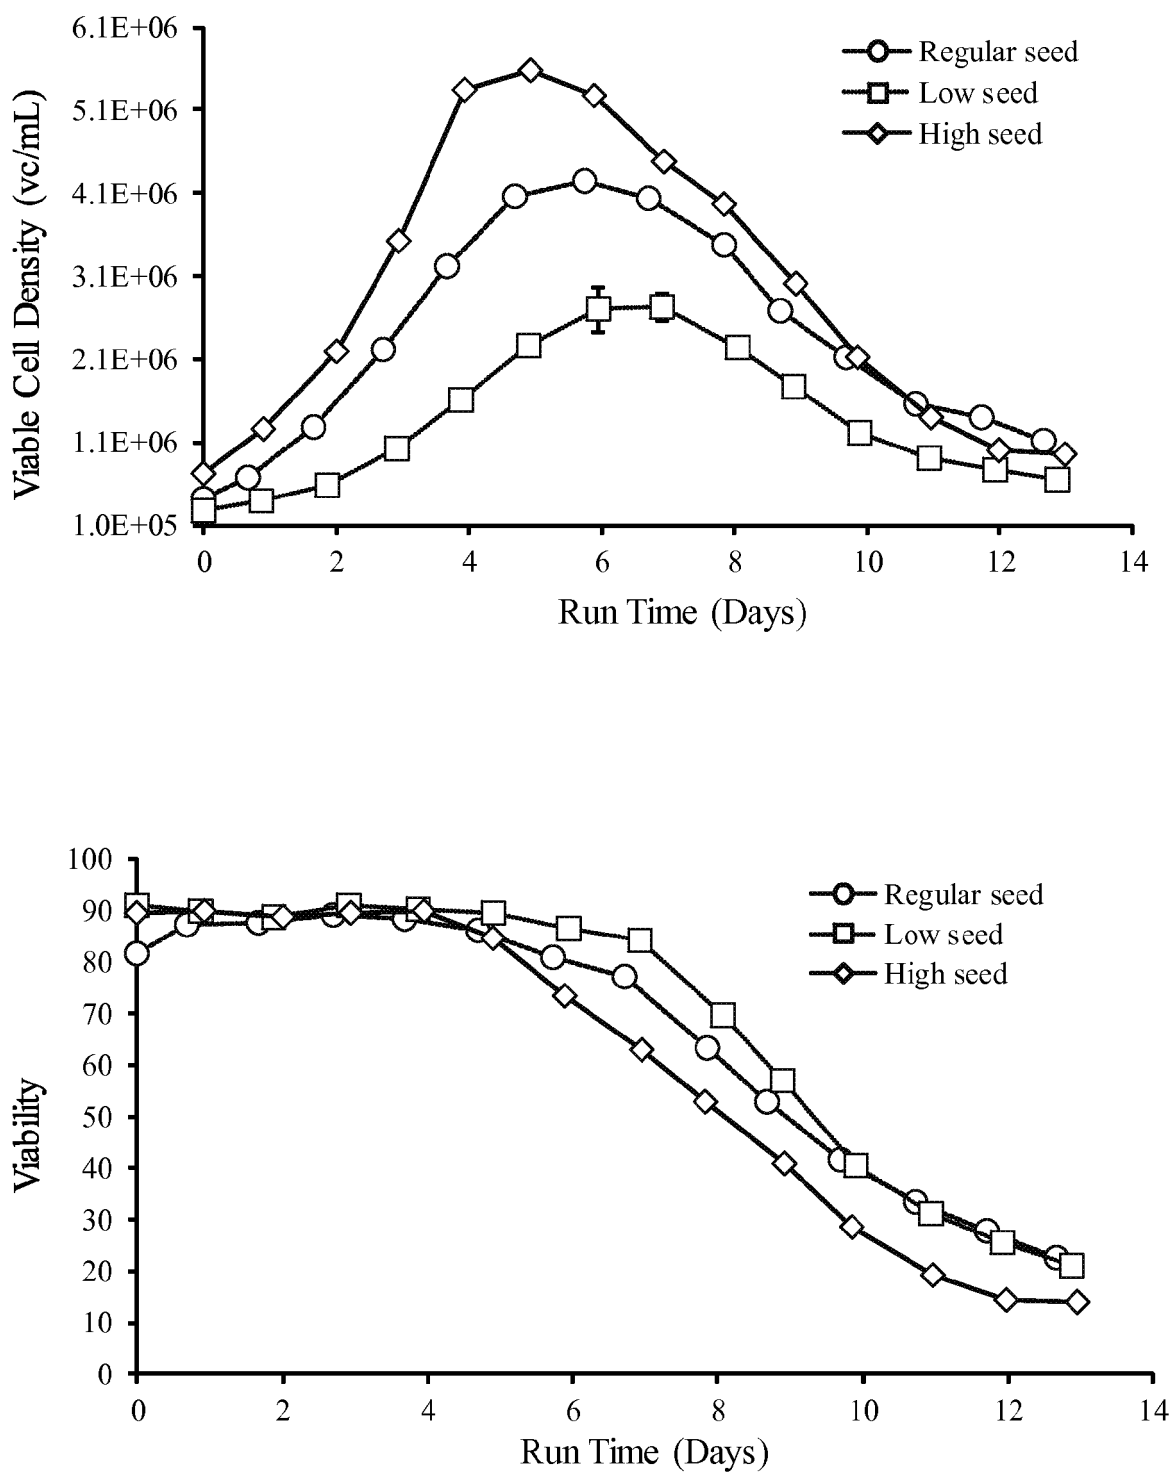 6.1E+06
5.1E+06
4.1E+06
3.1E+06
2.1E+06
1.1E+06
1.0E+05
Viable Cell Density (vc/mL)
Regular seed
Low seed
High seed
0 2 4 6 8 10 12 14
Run Time (Days)
100
90
80
70
60
50
40
30
20
10
0
Viability
Regular seed
Low seed
High seed
0 2 4 6 8 10 12 14
Run Time (Days)